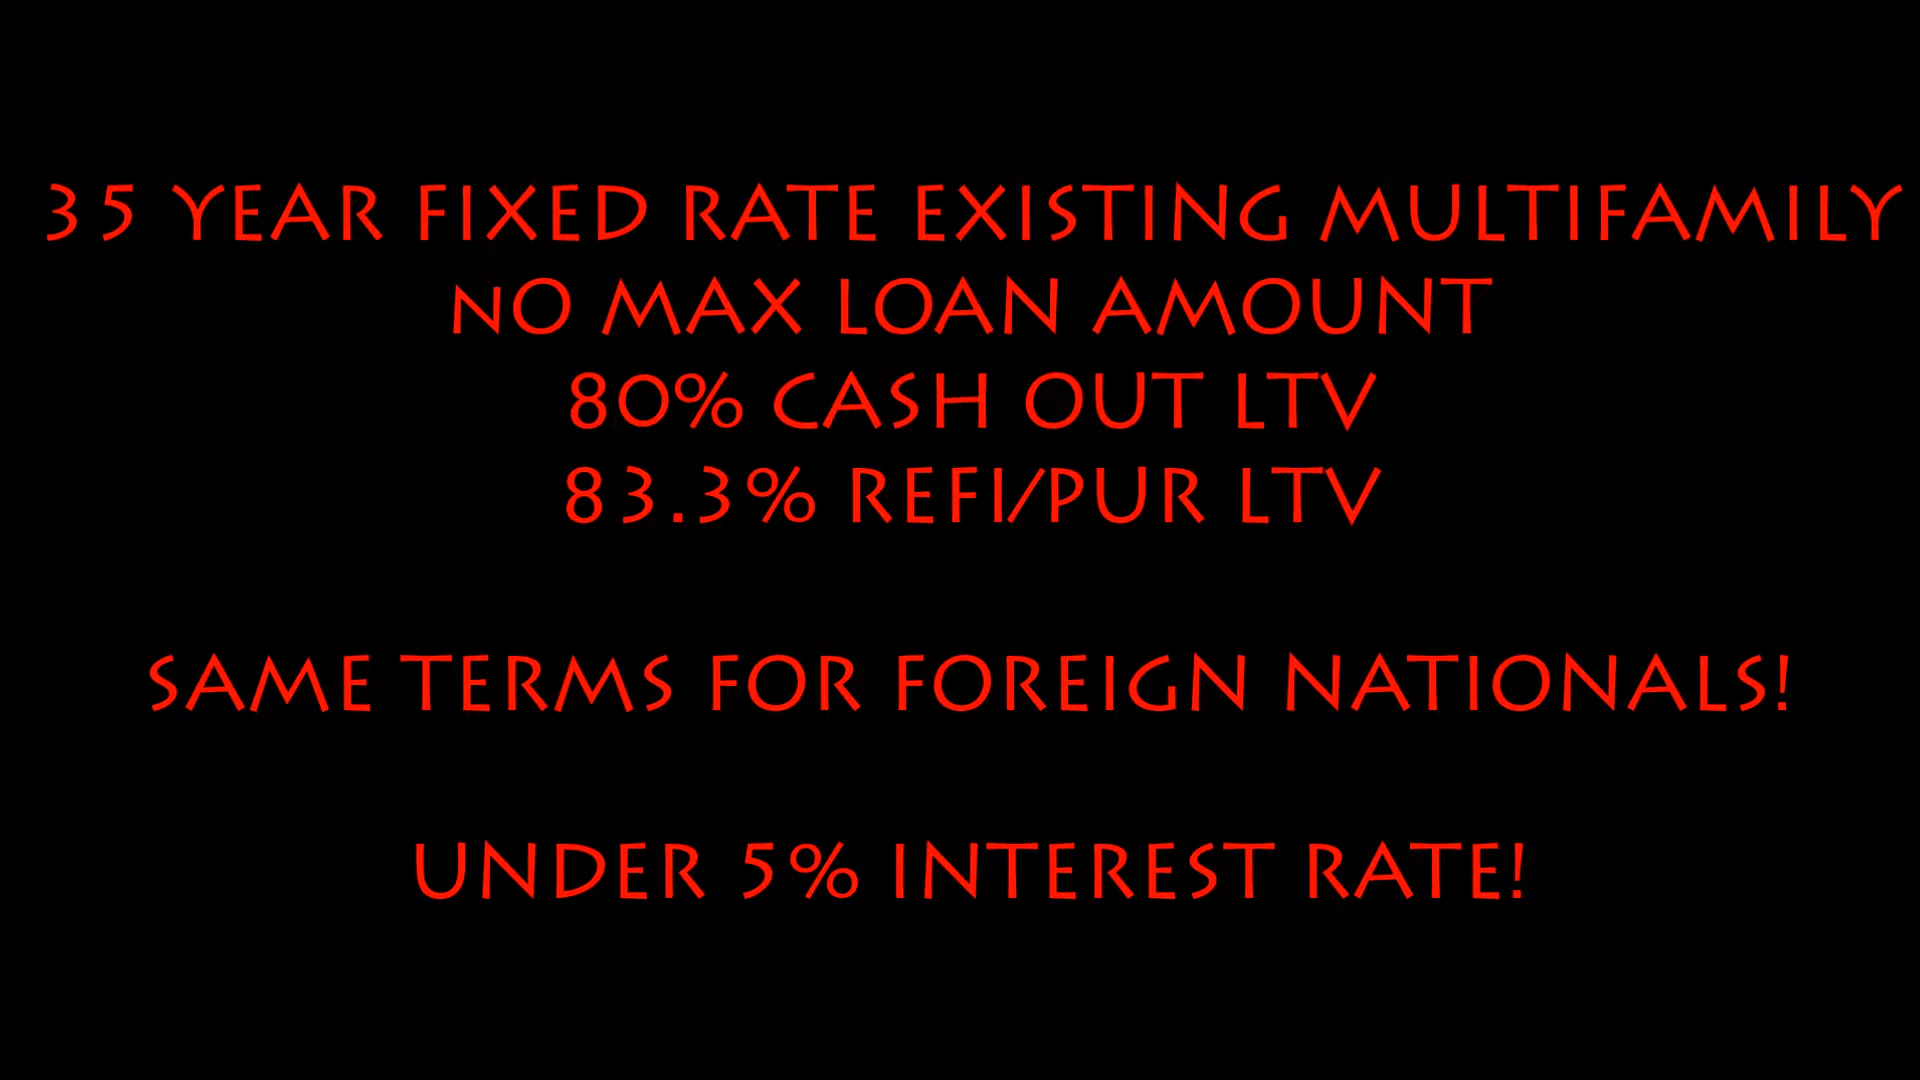 35 YEAR FIXED RATE EXISTING MULTIFAMILY
NO MAX LOAN AMOUNT
80% CASH OUT LTV
83.3% REFI/PUR LTV
SAME TERMS FOR FOREIGN NATIONALS!
UNDER 5% INTEREST RATE!